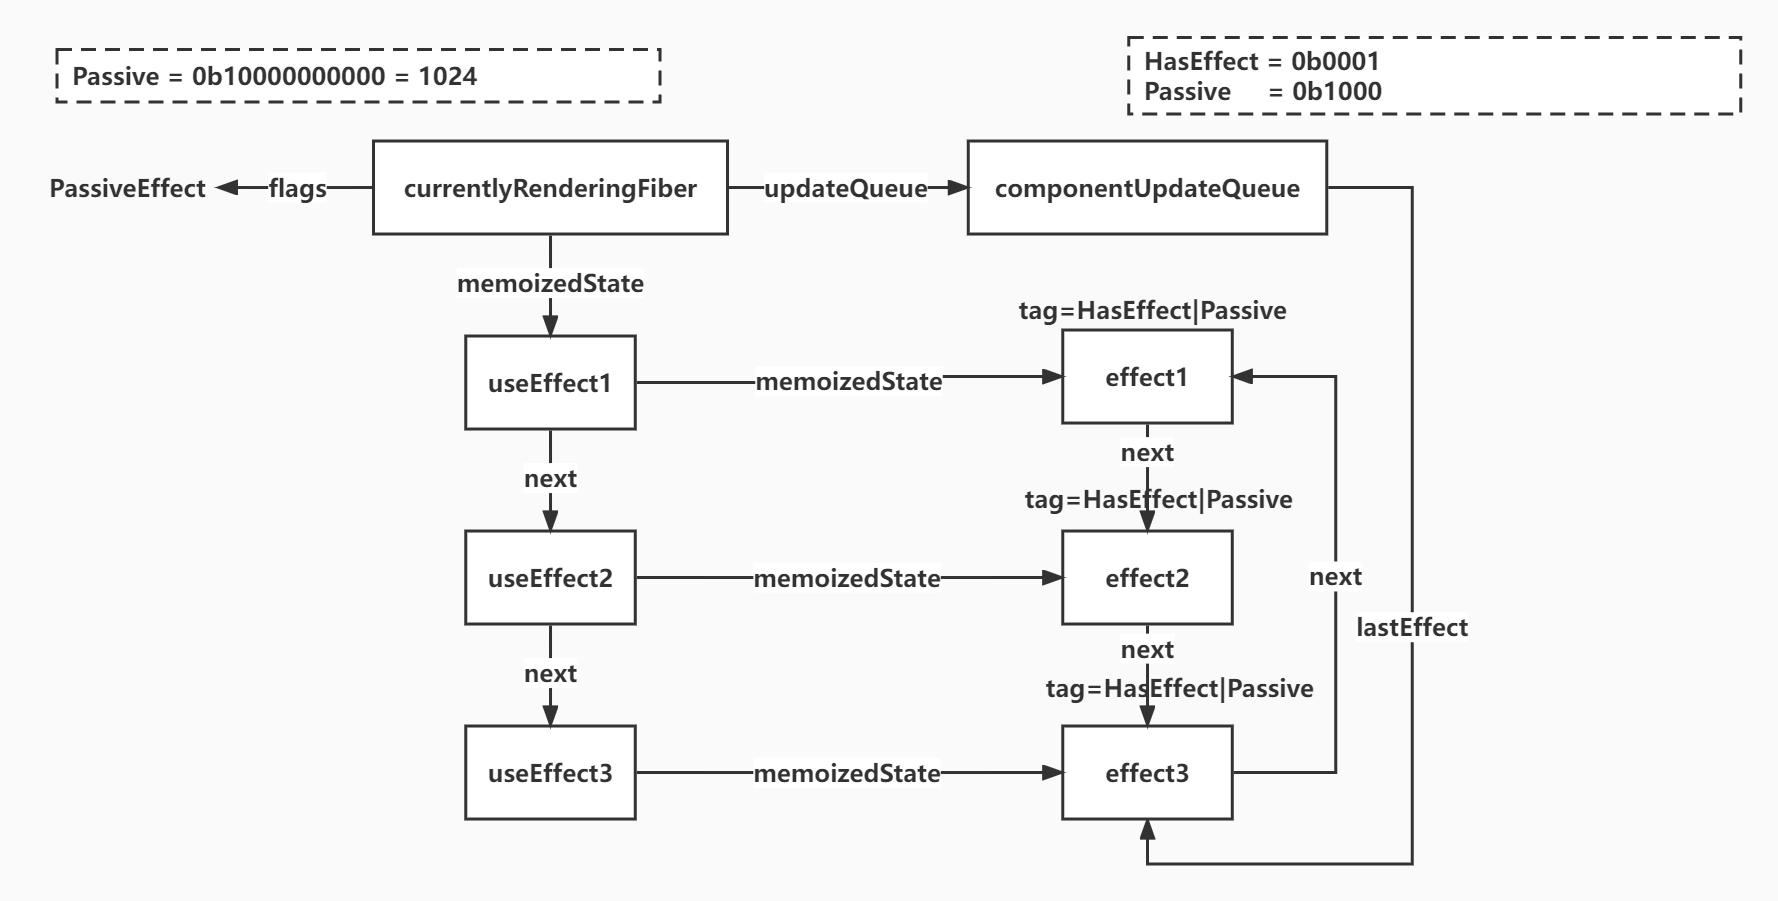 Passive = 0b10000000000 = 1024
HasEffect = 0b0001
Passive = 0b1000
PassiveEffect
flags
currentlyRenderingFiber
updateQueue
componentUpdateQueue
memoizedState
tag=HasEffect|Passive
useEffect1
memoizedState
effect1
next
next
tag=HasEffect|Passive
useEffect2
memoizedState
effect2
next
lastEffect
next
next
tag=HasEffect|Passive
useEffect3
memoizedState
effect3